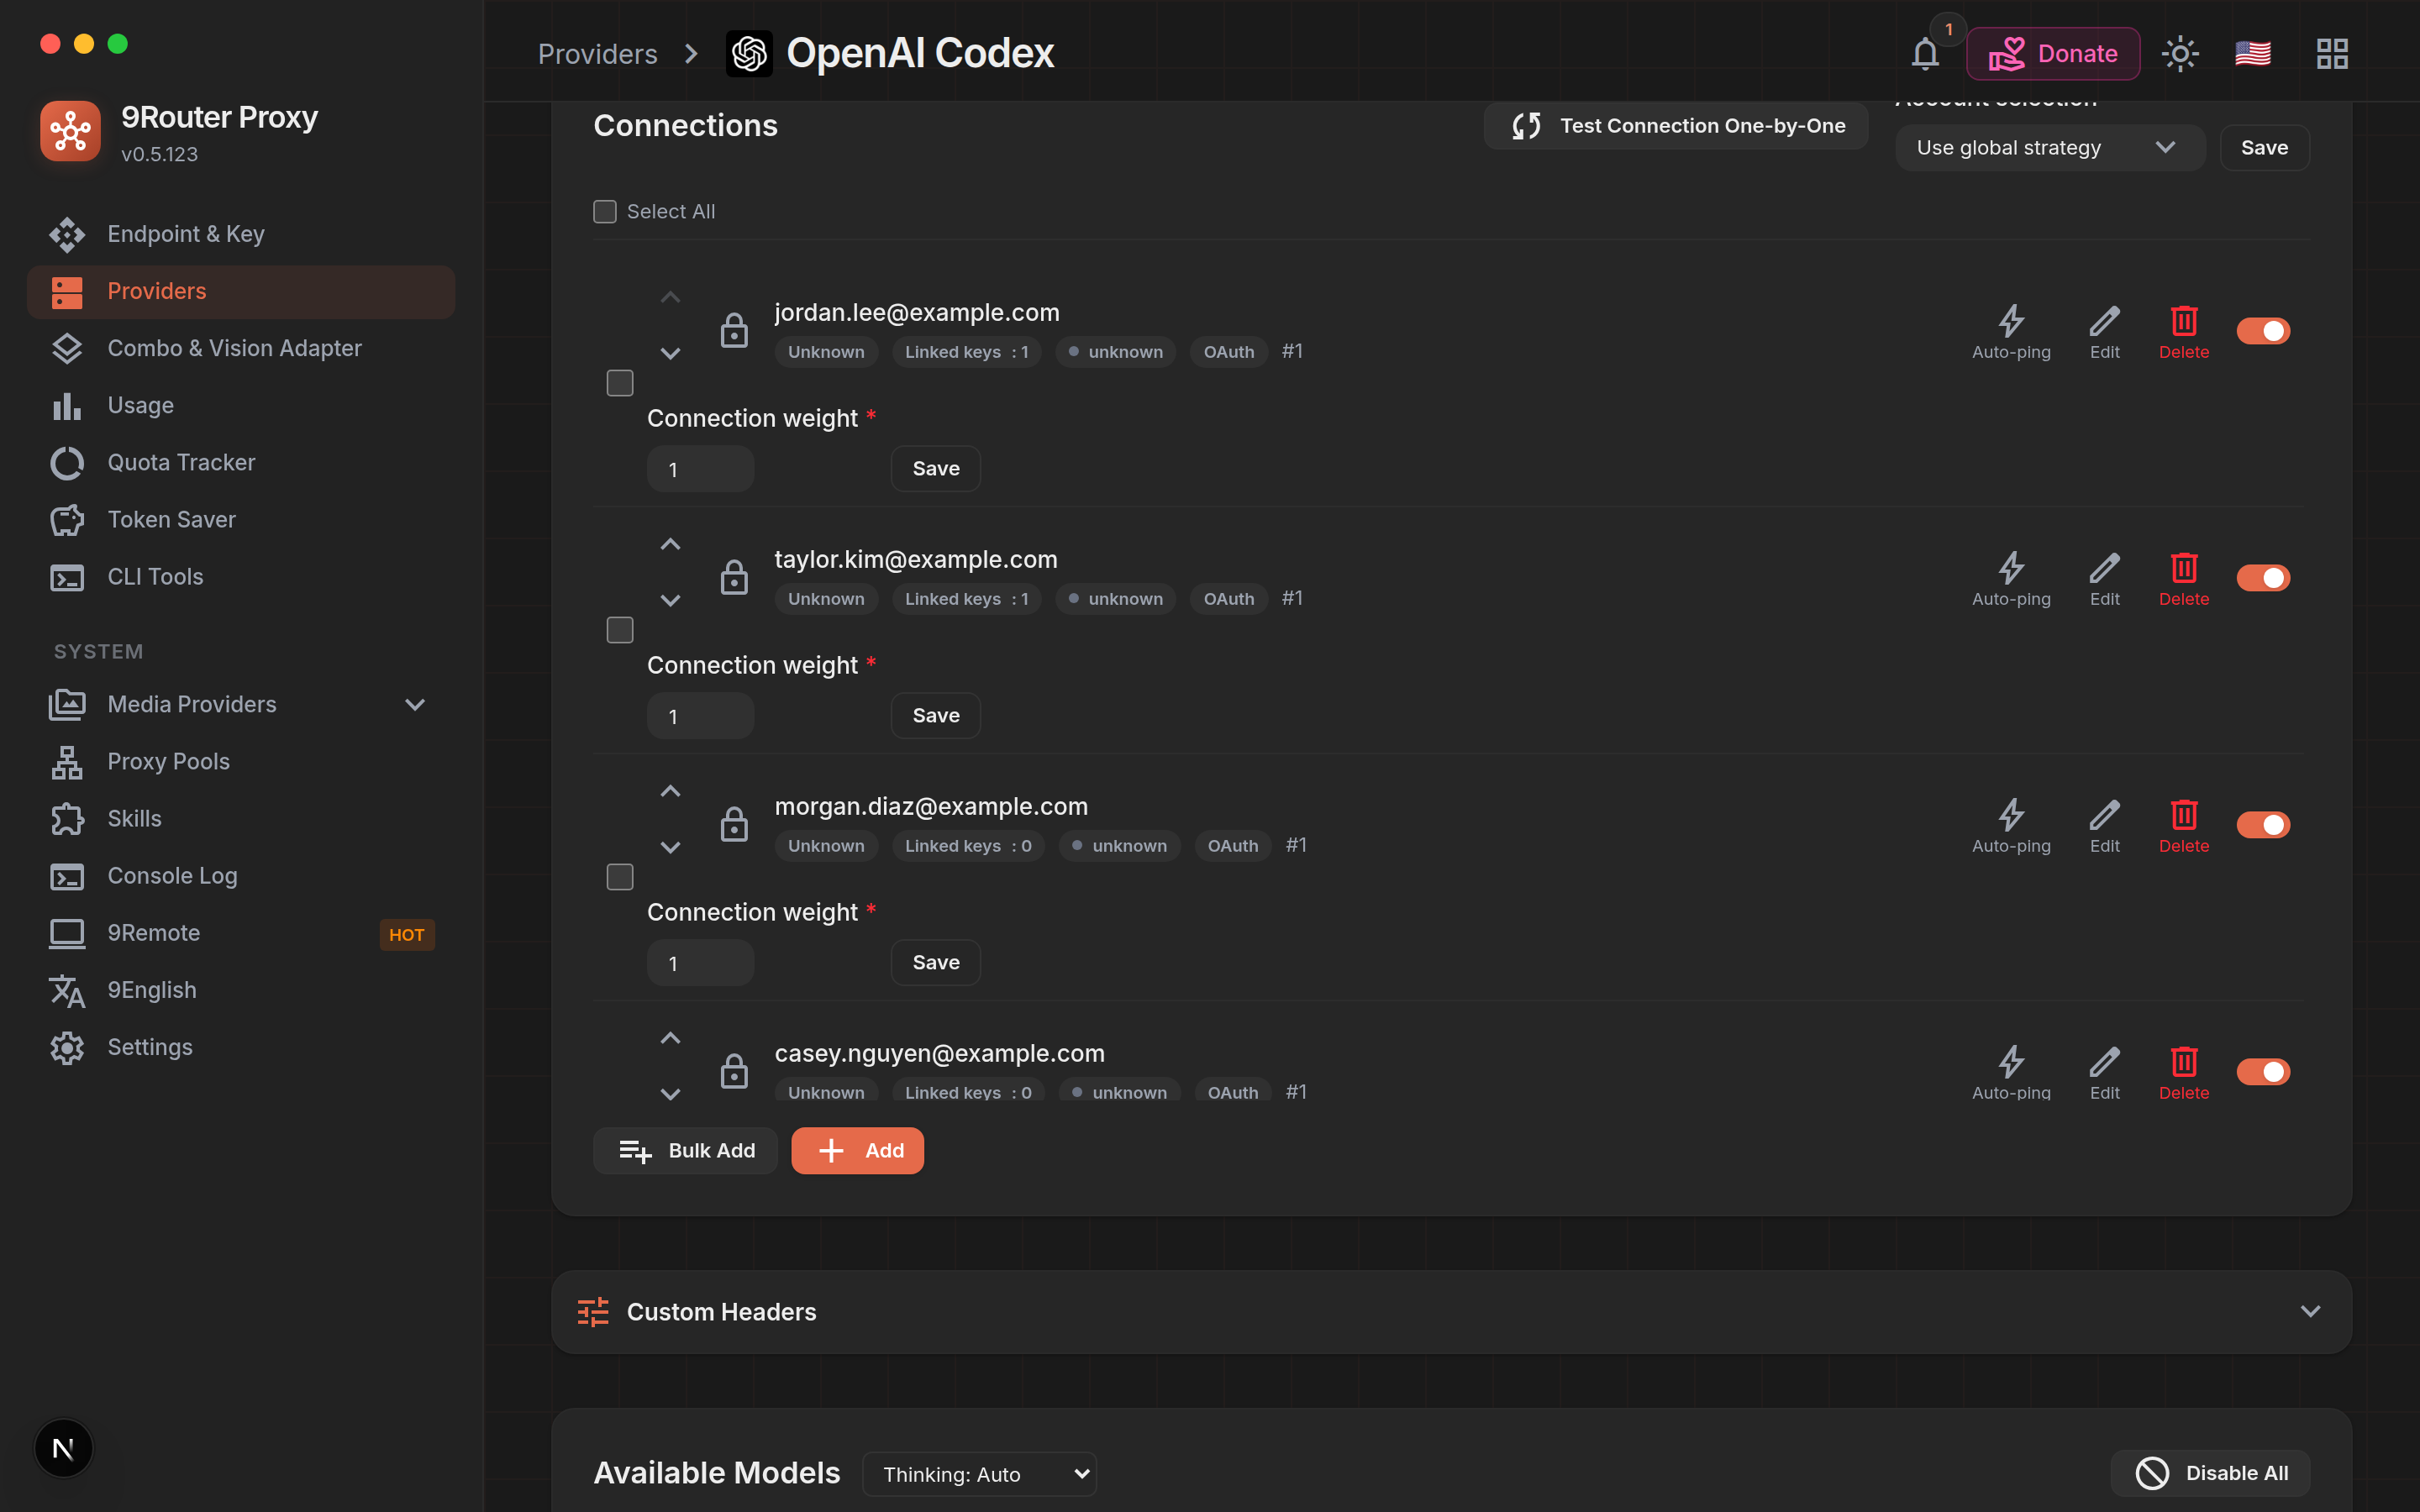 9Router Proxy
v0.5.123
Endpoint & Key
Providers
Combo & Vision Adapter
Usage
Quota Tracker
Token Saver
CLI Tools
SYSTEM
Media Providers
Proxy Pools
Skills
Console Log
9Remote HOT
9English
Settings
N
Providers OpenAI Codex
1
Donate
Connections
Test Connection One-by-One
Account selection
Use global strategy Save
Select All
jordan.lee@example.com
Unknown Linked keys : 1 unknown OAuth #1
Auto-ping Edit Delete
Connection weight *
1 Save
taylor.kim@example.com
Unknown Linked keys : 1 unknown OAuth #1
Auto-ping Edit Delete
Connection weight *
1 Save
morgan.diaz@example.com
Unknown Linked keys : 0 unknown OAuth #1
Auto-ping Edit Delete
Connection weight *
1 Save
casey.nguyen@example.com
Unknown Linked keys : 0 unknown OAuth #1
Auto-ping Edit Delete
Bulk Add Add
Custom Headers
Available Models Thinking: Auto Disable All